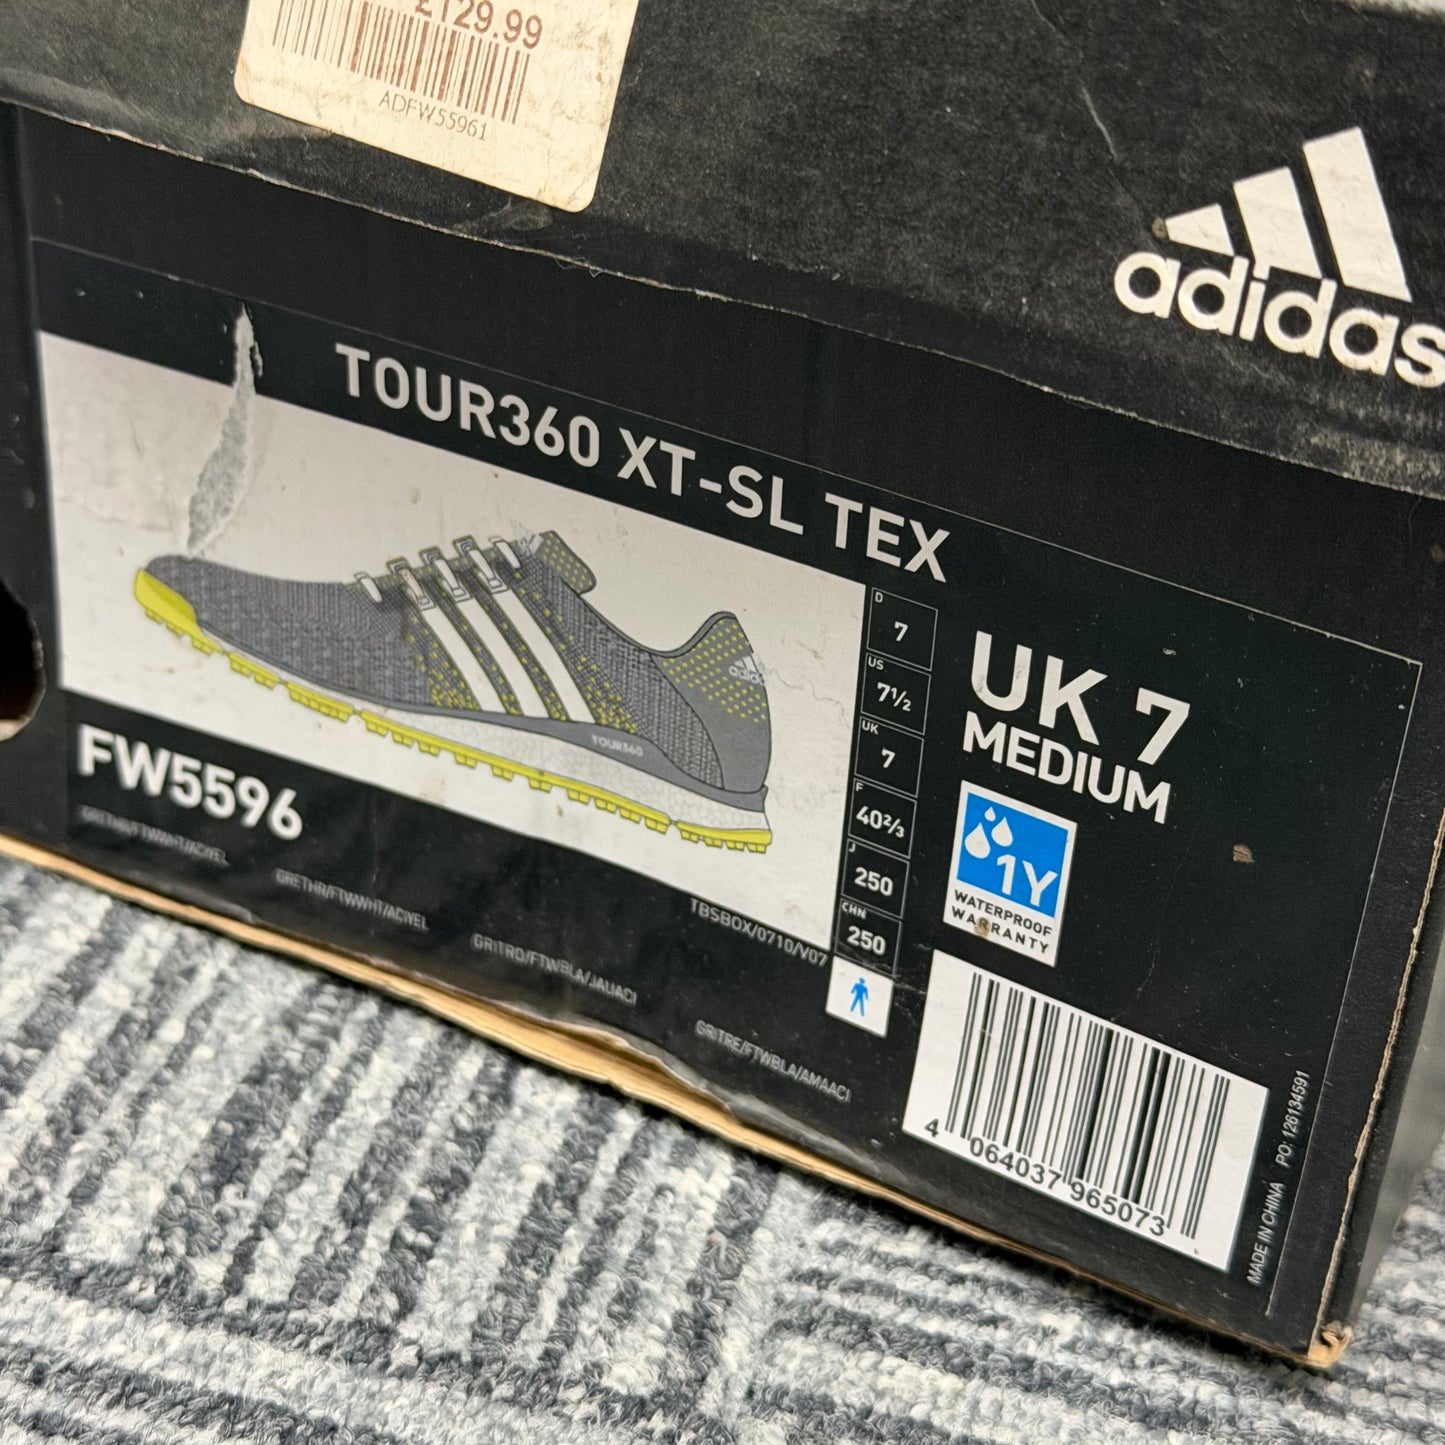 £129.99
ADFW55961
adidas
TOUR360 XT-SL TEX
adidas
TOUR360
FW5596
D 7
US 7½
UK 7
F 40⅔
J 250
CHN 250
UK 7
MEDIUM
1Y
WATERPROOF
WARRANTY
GRETHR/FTWWHT/ACIYEL
GRETHR/FTWWHT/ACIYEL
GRITRO/FTWBLA/JAUACI
GRITRE/FTWBLA/AMAACI
TBSBOX/0710/V07
4 064037 965073
MADE IN CHINA PO: 126134591